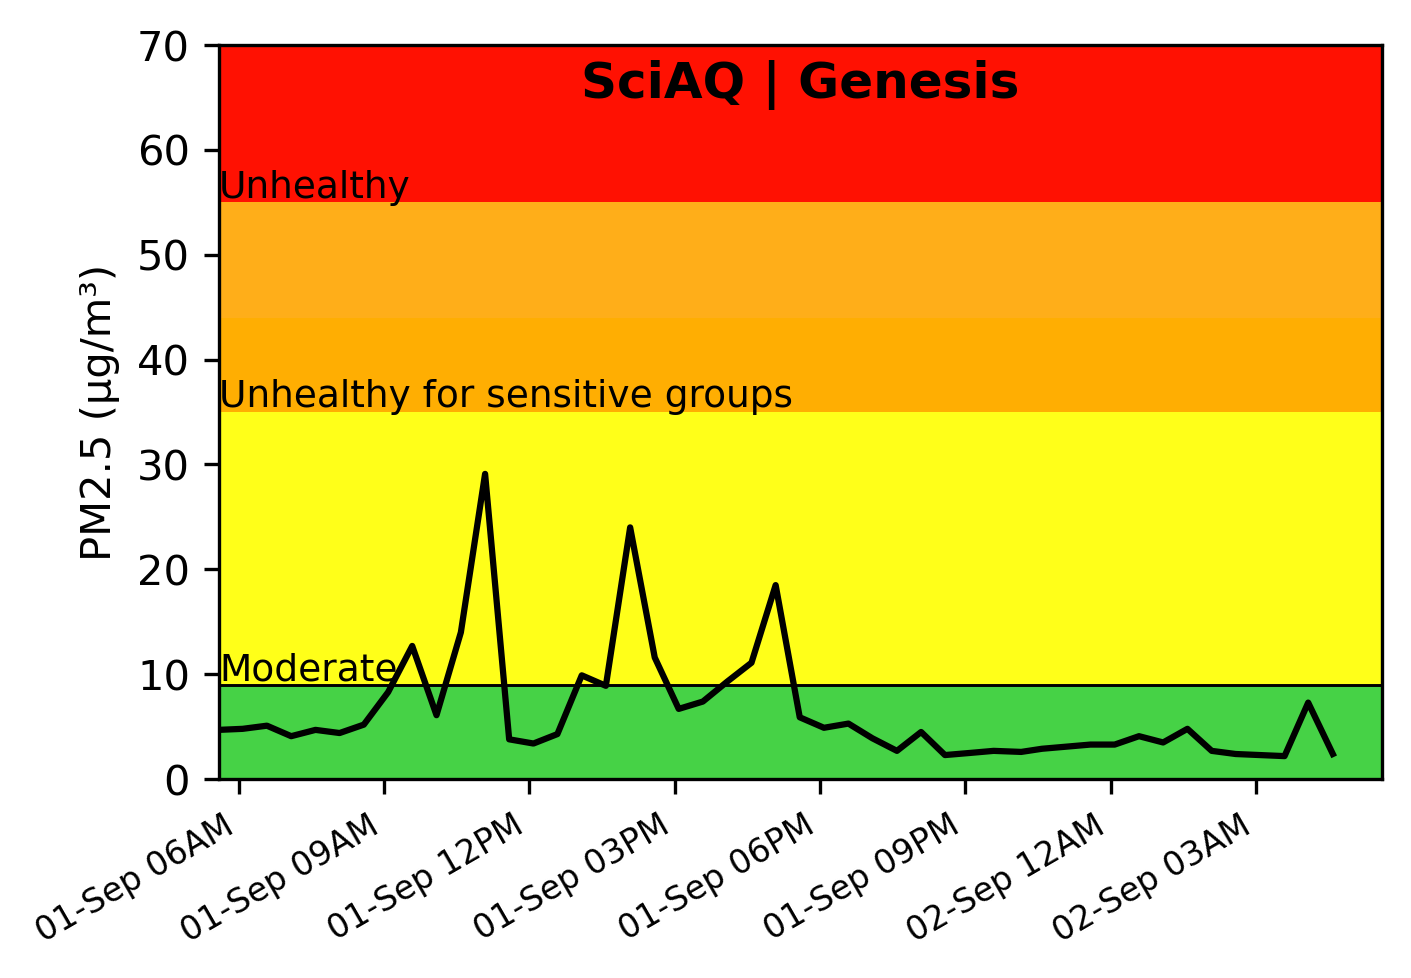 SciAQ | Genesis
PM2.5 (µg/m³)
70
60
50
40
30
20
10
0
Unhealthy
Unhealthy for sensitive groups
Moderate
01-Sep 06AM
01-Sep 09AM
01-Sep 12PM
01-Sep 03PM
01-Sep 06PM
01-Sep 09PM
02-Sep 12AM
02-Sep 03AM